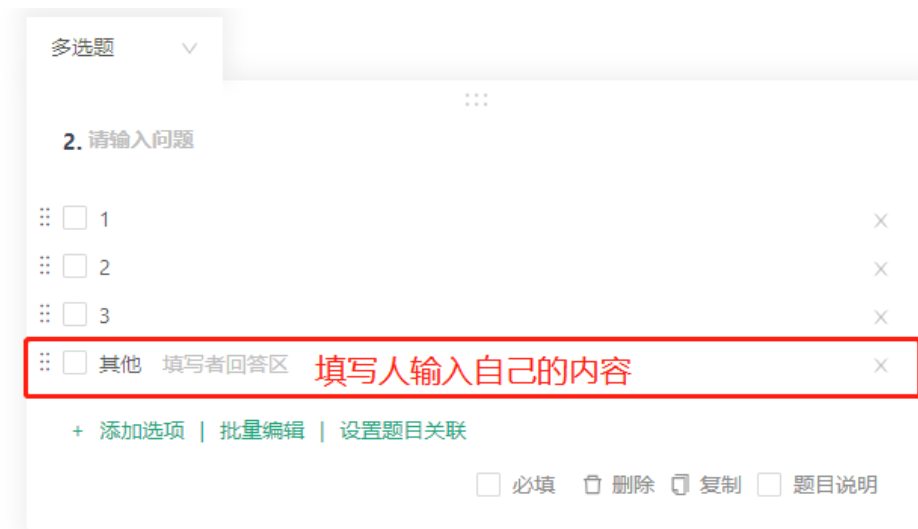 多选题
2. 请输入问题
1
2
3
其他 填写者回答区 填写人输入自己的内容
+ 添加选项 | 批量编辑 | 设置题目关联
必填 删除 复制 题目说明